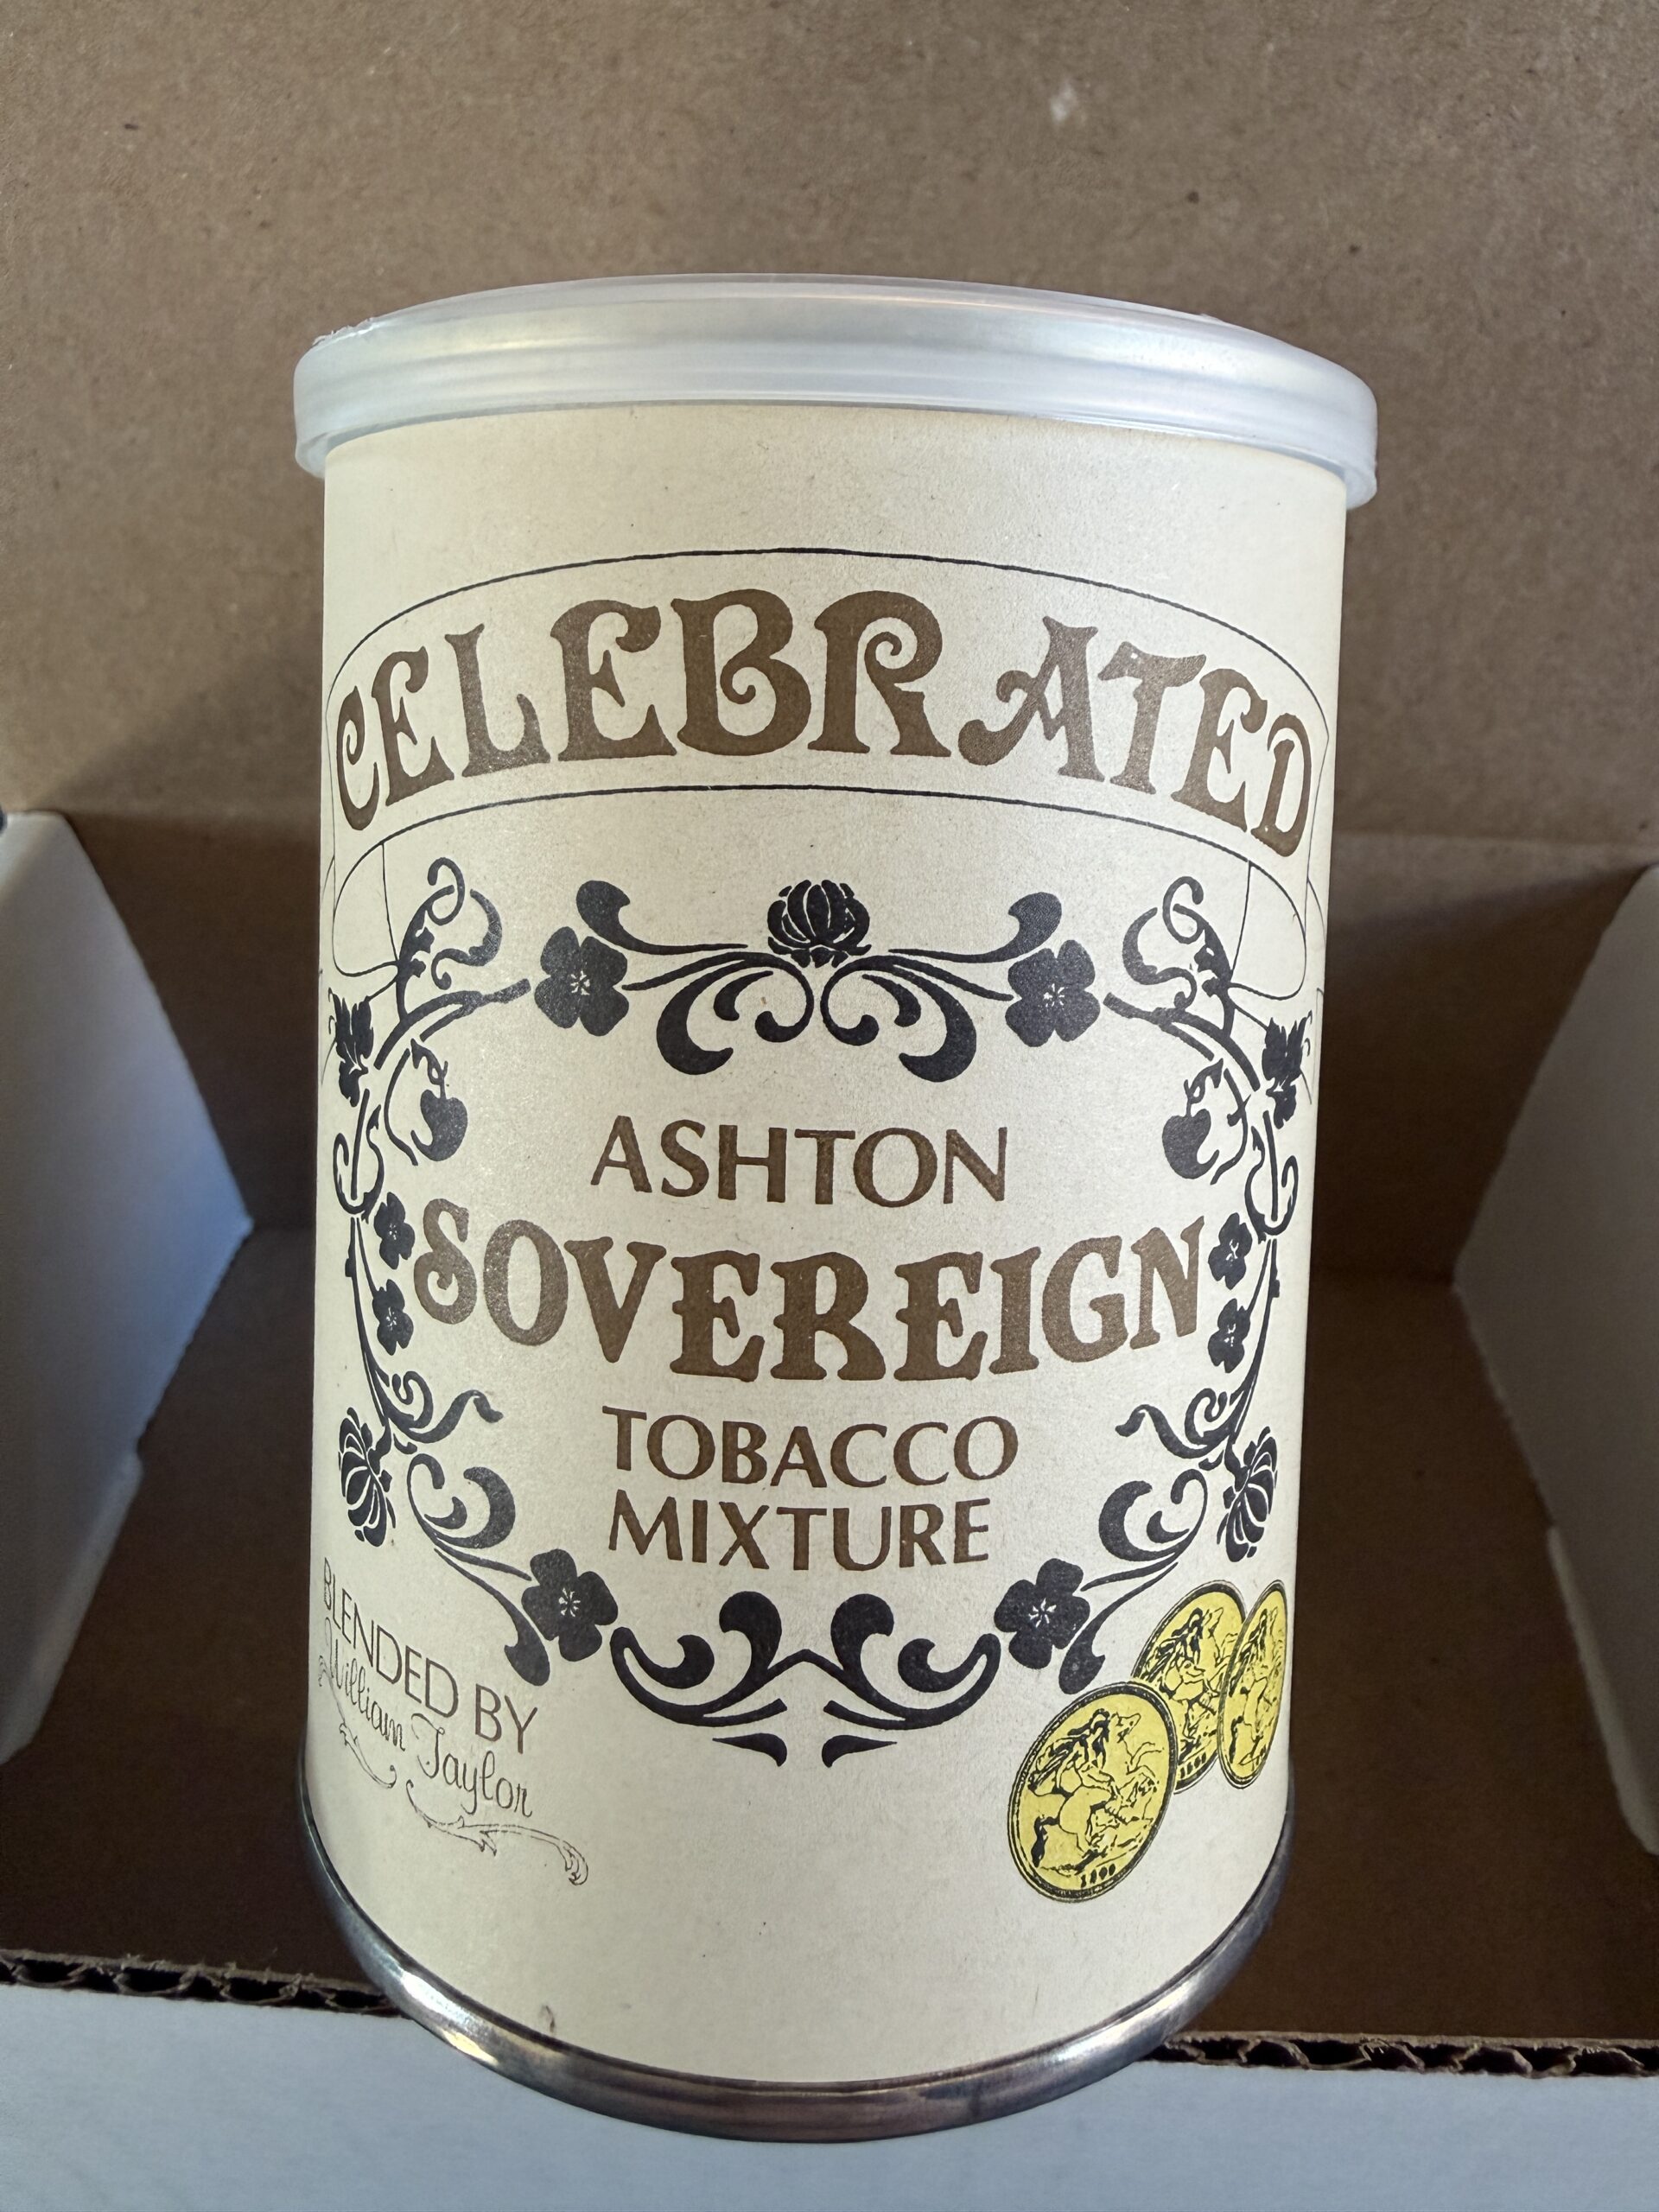 CELEBRATED
ASHTON
SOVEREIGN
TOBACCO
MIXTURE
BLENDED BY
William Taylor